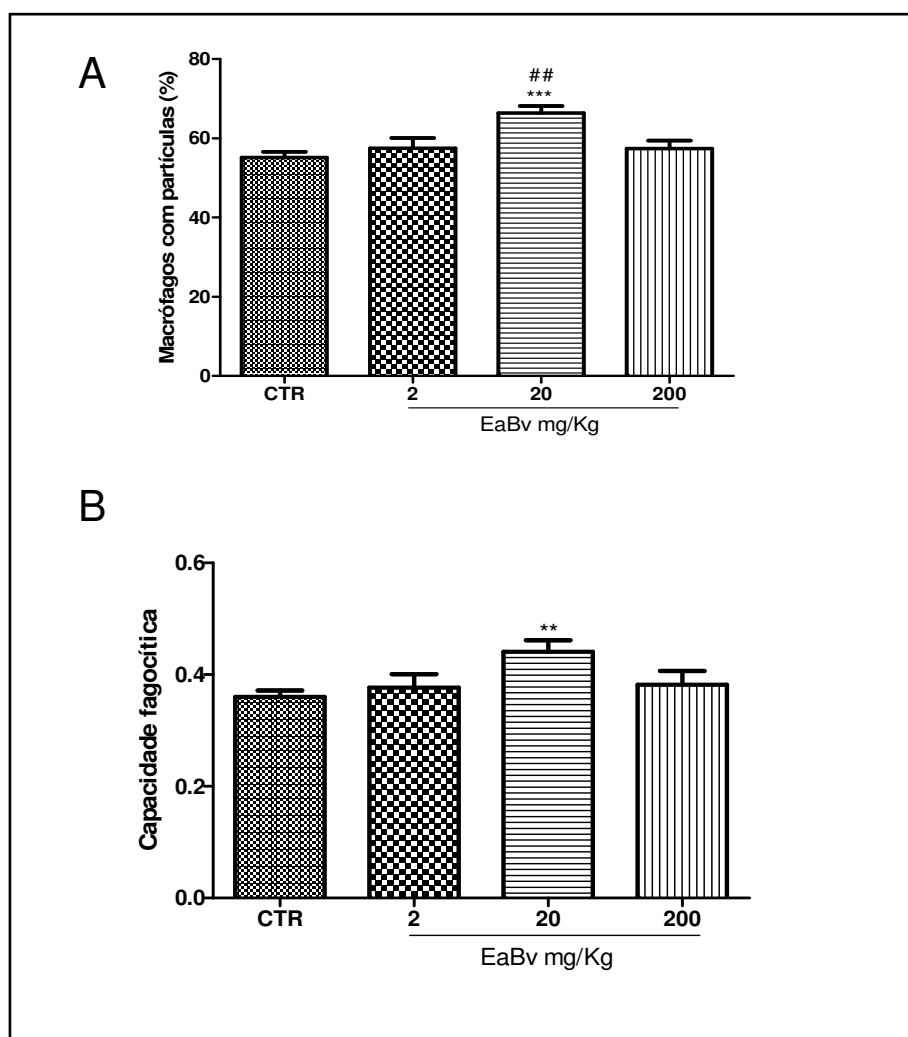 A
Macrófagos com partículas (%)
80
60
40
20
0
##
***
CTR
2
20
200
EaBv mg/Kg
B
Capacidade fagocítica
0.6
0.4
0.2
0.0
**
CTR
2
20
200
EaBv mg/Kg